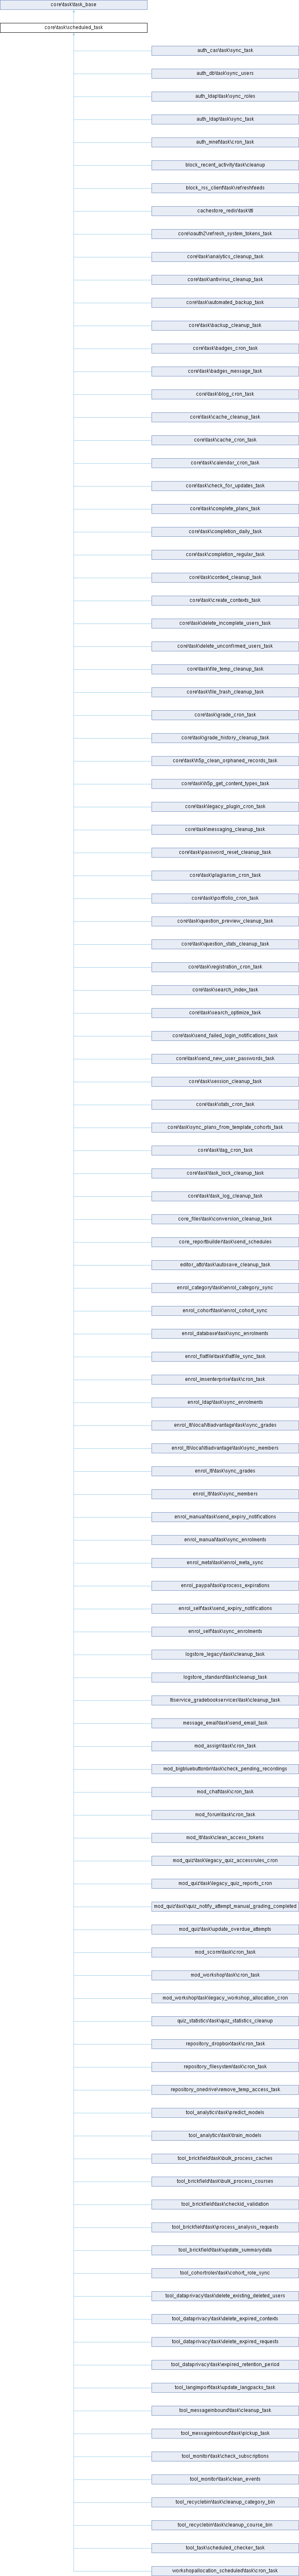 core\task\task_base
core\task\scheduled_task
auth_cas\task\sync_task
auth_db\task\sync_users
auth_ldap\task\sync_roles
auth_ldap\task\sync_task
auth_mnet\task\cron_task
block_recent_activity\task\cleanup
block_rss_client\task\refreshfeeds
cachestore_redis\task\ttl
core\oauth2\refresh_system_tokens_task
core\task\analytics_cleanup_task
core\task\antivirus_cleanup_task
core\task\automated_backup_task
core\task\backup_cleanup_task
core\task\badges_cron_task
core\task\badges_message_task
core\task\blog_cron_task
core\task\cache_cleanup_task
core\task\cache_cron_task
core\task\calendar_cron_task
core\task\check_for_updates_task
core\task\complete_plans_task
core\task\completion_daily_task
core\task\completion_regular_task
core\task\context_cleanup_task
core\task\create_contexts_task
core\task\delete_incomplete_users_task
core\task\delete_unconfirmed_users_task
core\task\file_temp_cleanup_task
core\task\file_trash_cleanup_task
core\task\grade_cron_task
core\task\grade_history_cleanup_task
core\task\h5p_clean_orphaned_records_task
core\task\h5p_get_content_types_task
core\task\legacy_plugin_cron_task
core\task\messaging_cleanup_task
core\task\password_reset_cleanup_task
core\task\plagiarism_cron_task
core\task\portfolio_cron_task
core\task\question_preview_cleanup_task
core\task\question_stats_cleanup_task
core\task\registration_cron_task
core\task\search_index_task
core\task\search_optimize_task
core\task\send_failed_login_notifications_task
core\task\send_new_user_passwords_task
core\task\session_cleanup_task
core\task\stats_cron_task
core\task\sync_plans_from_template_cohorts_task
core\task\tag_cron_task
core\task\task_lock_cleanup_task
core\task\task_log_cleanup_task
core_files\task\conversion_cleanup_task
core_reportbuilder\task\send_schedules
editor_atto\task\autosave_cleanup_task
enrol_category\task\enrol_category_sync
enrol_cohort\task\enrol_cohort_sync
enrol_database\task\sync_enrolments
enrol_flatfile\task\flatfile_sync_task
enrol_imsenterprise\task\cron_task
enrol_ldap\task\sync_enrolments
enrol_lti\local\ltiadvantage\task\sync_grades
enrol_lti\local\ltiadvantage\task\sync_members
enrol_lti\task\sync_grades
enrol_lti\task\sync_members
enrol_manual\task\send_expiry_notifications
enrol_manual\task\sync_enrolments
enrol_meta\task\enrol_meta_sync
enrol_paypal\task\process_expirations
enrol_self\task\send_expiry_notifications
enrol_self\task\sync_enrolments
logstore_legacy\task\cleanup_task
logstore_standard\task\cleanup_task
ltiservice_gradebookservices\task\cleanup_task
message_email\task\send_email_task
mod_assign\task\cron_task
mod_bigbluebuttonbn\task\check_pending_recordings
mod_chat\task\cron_task
mod_forum\task\cron_task
mod_lti\task\clean_access_tokens
mod_quiz\task\legacy_quiz_accessrules_cron
mod_quiz\task\legacy_quiz_reports_cron
mod_quiz\task\quiz_notify_attempt_manual_grading_completed
mod_quiz\task\update_overdue_attempts
mod_scorm\task\cron_task
mod_workshop\task\cron_task
mod_workshop\task\legacy_workshop_allocation_cron
quiz_statistics\task\quiz_statistics_cleanup
repository_dropbox\task\cron_task
repository_filesystem\task\cron_task
repository_onedrive\remove_temp_access_task
tool_analytics\task\predict_models
tool_analytics\task\train_models
tool_brickfield\task\bulk_process_caches
tool_brickfield\task\bulk_process_courses
tool_brickfield\task\checkid_validation
tool_brickfield\task\process_analysis_requests
tool_brickfield\task\update_summarydata
tool_cohortroles\task\cohort_role_sync
tool_dataprivacy\task\delete_existing_deleted_users
tool_dataprivacy\task\delete_expired_contexts
tool_dataprivacy\task\delete_expired_requests
tool_dataprivacy\task\expired_retention_period
tool_langimport\task\update_langpacks_task
tool_messageinbound\task\cleanup_task
tool_messageinbound\task\pickup_task
tool_monitor\task\check_subscriptions
tool_monitor\task\clean_events
tool_recyclebin\task\cleanup_category_bin
tool_recyclebin\task\cleanup_course_bin
tool_task\scheduled_checker_task
workshopallocation_scheduled\task\cron_task